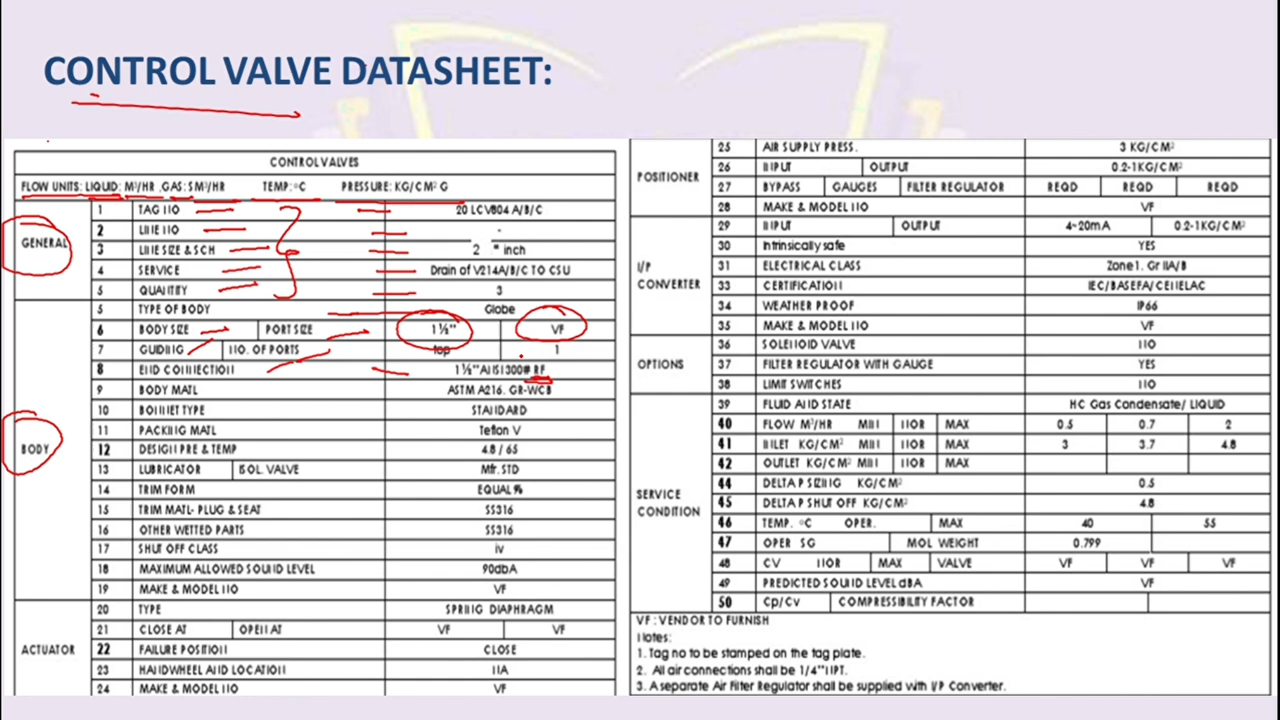 CONTROL VALVE DATASHEET:
CONTROL VALVES
FLOW UNITS: LIQUID: M³/HR ,GAS: SM³/HR TEMP:°C PRESSURE: KG/CM² G
GENERAL
1 TAG NO 20 LCV804 A/B/C
2 LINE NO -
3 LINE SIZE & SCH 2 " inch
4 SERVICE Drain of V214A/B/C TO CSU
5 QUANTITY 3
BODY
5 TYPE OF BODY Globe
6 BODY SIZE PORT SIZE 1½" VF
7 GUIDING NO. OF PORTS top 1
8 END CONNECTION 1½"ANSI300# RF
9 BODY MATL ASTM A216. GR-WCB
10 BONNET TYPE STANDARD
11 PACKING MATL Teflon V
12 DESIGN PRE & TEMP 4.8 / 65
13 LUBRICATOR ISOL. VALVE Mfr. STD
14 TRIM FORM EQUAL%
15 TRIM MATL- PLUG & SEAT SS316
16 OTHER WETTED PARTS SS316
17 SHUT OFF CLASS iv
18 MAXIMUM ALLOWED SOUND LEVEL 90dbA
19 MAKE & MODEL NO VF
ACTUATOR
20 TYPE SPRING DIAPHRAGM
21 CLOSE AT OPEN AT VF VF
22 FAILURE POSITION CLOSE
23 HANDWHEEL AND LOCATION NA
24 MAKE & MODEL NO VF
POSITIONER
25 AIR SUPPLY PRESS. 3 KG/CM²
26 INPUT OUTPUT 0.2-1KG/CM²
27 BYPASS GAUGES FILTER REGULATOR REQD REQD REQD
28 MAKE & MODEL NO VF
I/P CONVERTER
29 INPUT OUTPUT 4~20mA 0.2-1KG/CM²
30 Intrinsically safe YES
31 ELECTRICAL CLASS Zone1. Gr IIA/B
33 CERTIFICATION IEC/BASEFA/CENELAC
34 WEATHER PROOF IP66
35 MAKE & MODEL NO VF
OPTIONS
36 SOLENOID VALVE NO
37 FILTER REGULATOR WITH GAUGE YES
38 LIMIT SWITCHES NO
SERVICE CONDITION
39 FLUID AND STATE HC Gas Condensate/ LIQUID
40 FLOW M³/HR MIN NOR MAX 0.5 0.7 2
41 INLET KG/CM² MIN NOR MAX 3 3.7 4.8
42 OUTLET KG/CM² MIN NOR MAX
44 DELTA P SIZING KG/CM² 0.5
45 DELTA P SHUT OFF KG/CM² 4.8
46 TEMP. °C OPER. MAX 40 55
47 OPER SG MOL WEIGHT 0.799
48 CV NOR MAX VALVE VF VF VF
49 PREDICTED SOUND LEVEL dBA VF
50 Cp/Cv COMPRESSIBILITY FACTOR
VF : VENDOR TO FURNISH
Notes:
1. Tag no to be stamped on the tag plate.
2. All air connections shall be 1/4"NPT.
3. A separate Air Filter Regulator shall be supplied with I/P Converter.